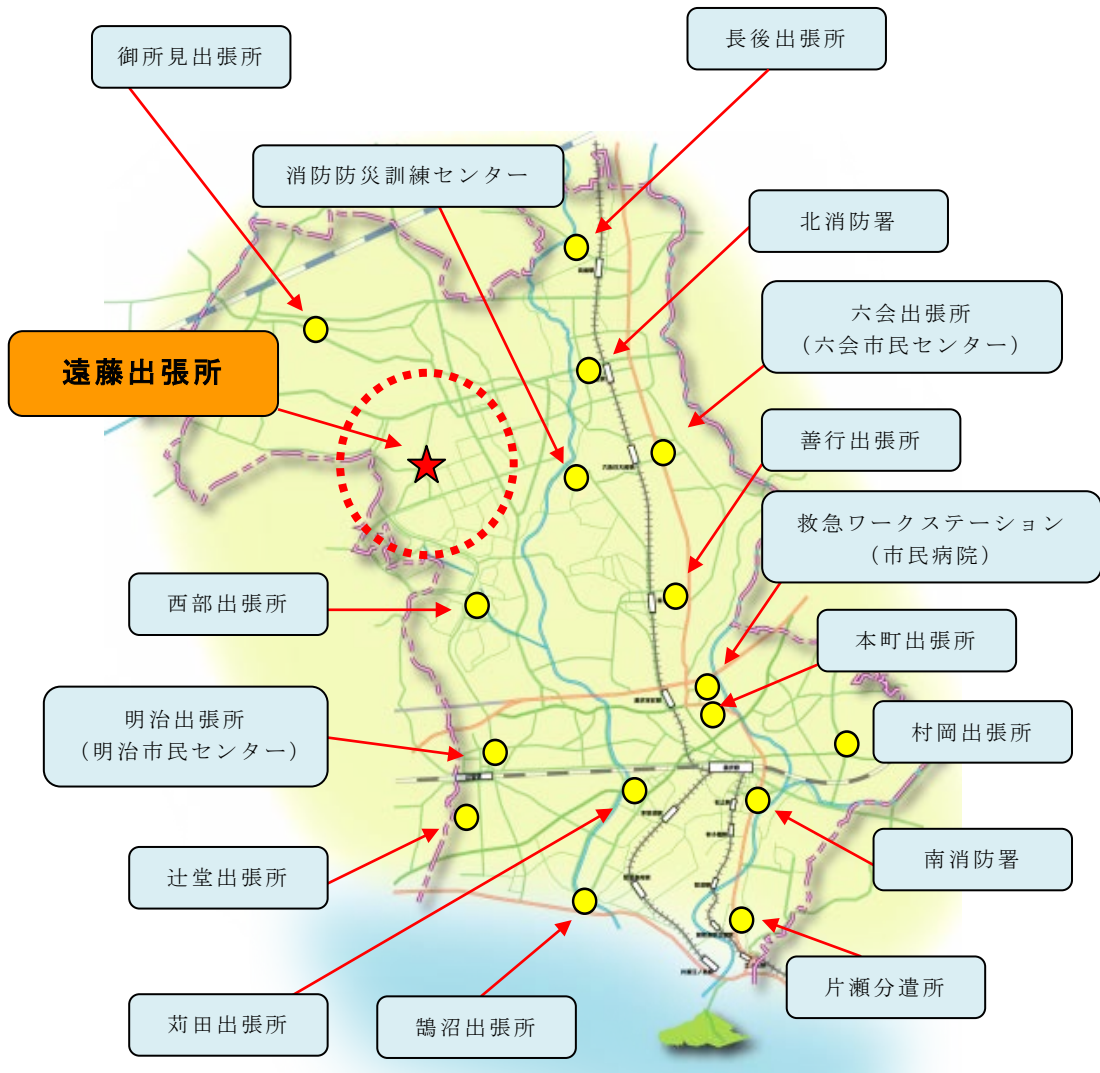 長後出張所
御所見出張所
消防防災訓練センター
北消防署
六会出張所
（六会市民センター）
遠藤出張所
善行出張所
救急ワークステーション
（市民病院）
西部出張所
本町出張所
明治出張所
（明治市民センター）
村岡出張所
辻堂出張所
南消防署
片瀬分遣所
苅田出張所
鵠沼出張所